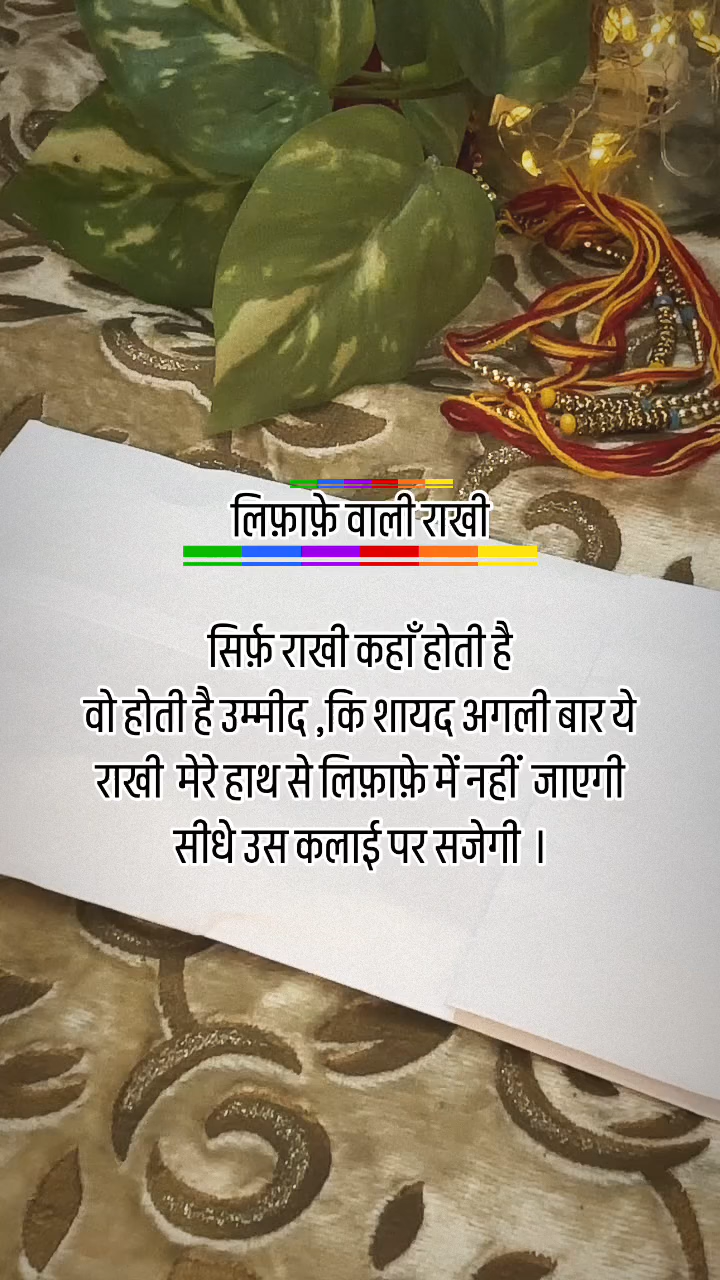 लिफ़ाफ़े वाली राखी
सिर्फ़ राखी कहाँ होती है
वो होती है उम्मीद ,कि शायद अगली बार ये
राखी मेरे हाथ से लिफ़ाफ़े में नहीं जाएगी
सीधे उस कलाई पर सजेगी ।